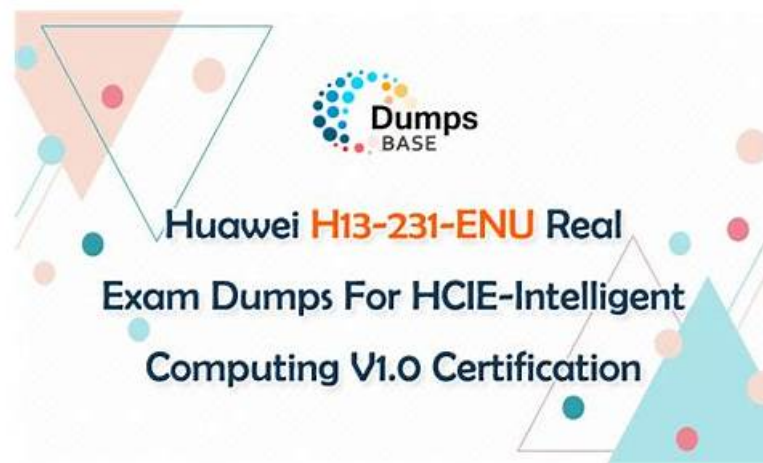 Dumps
BASE
Huawei H13-231-ENU Real
Exam Dumps For HCIE-Intelligent
Computing V1.0 Certification